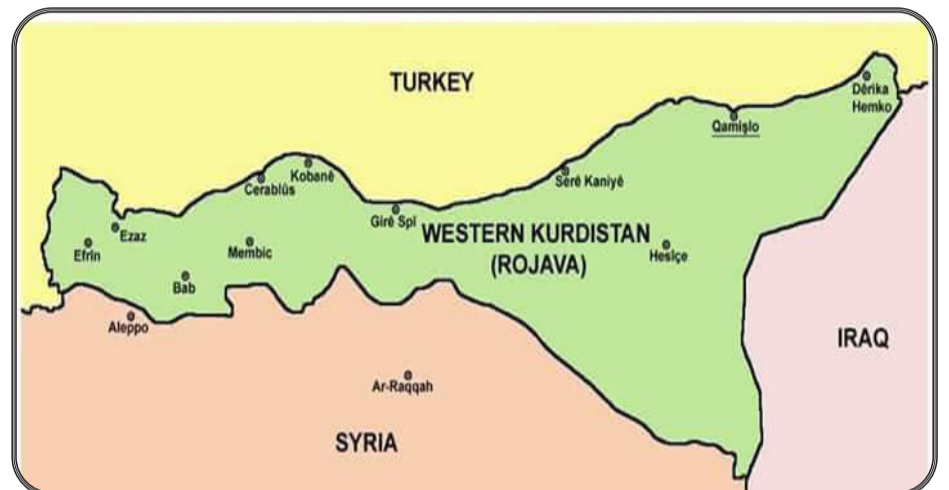 TURKEY
Dêrika
Hemko
Qamişlo
Kobanê
Cerablûs
Serê Kaniyê
Girê Spî
WESTERN KURDISTAN
(ROJAVA)
Ezaz
Efrîn
Membic
Hesîçe
Bab
Aleppo
IRAQ
Ar-Raqqah
SYRIA